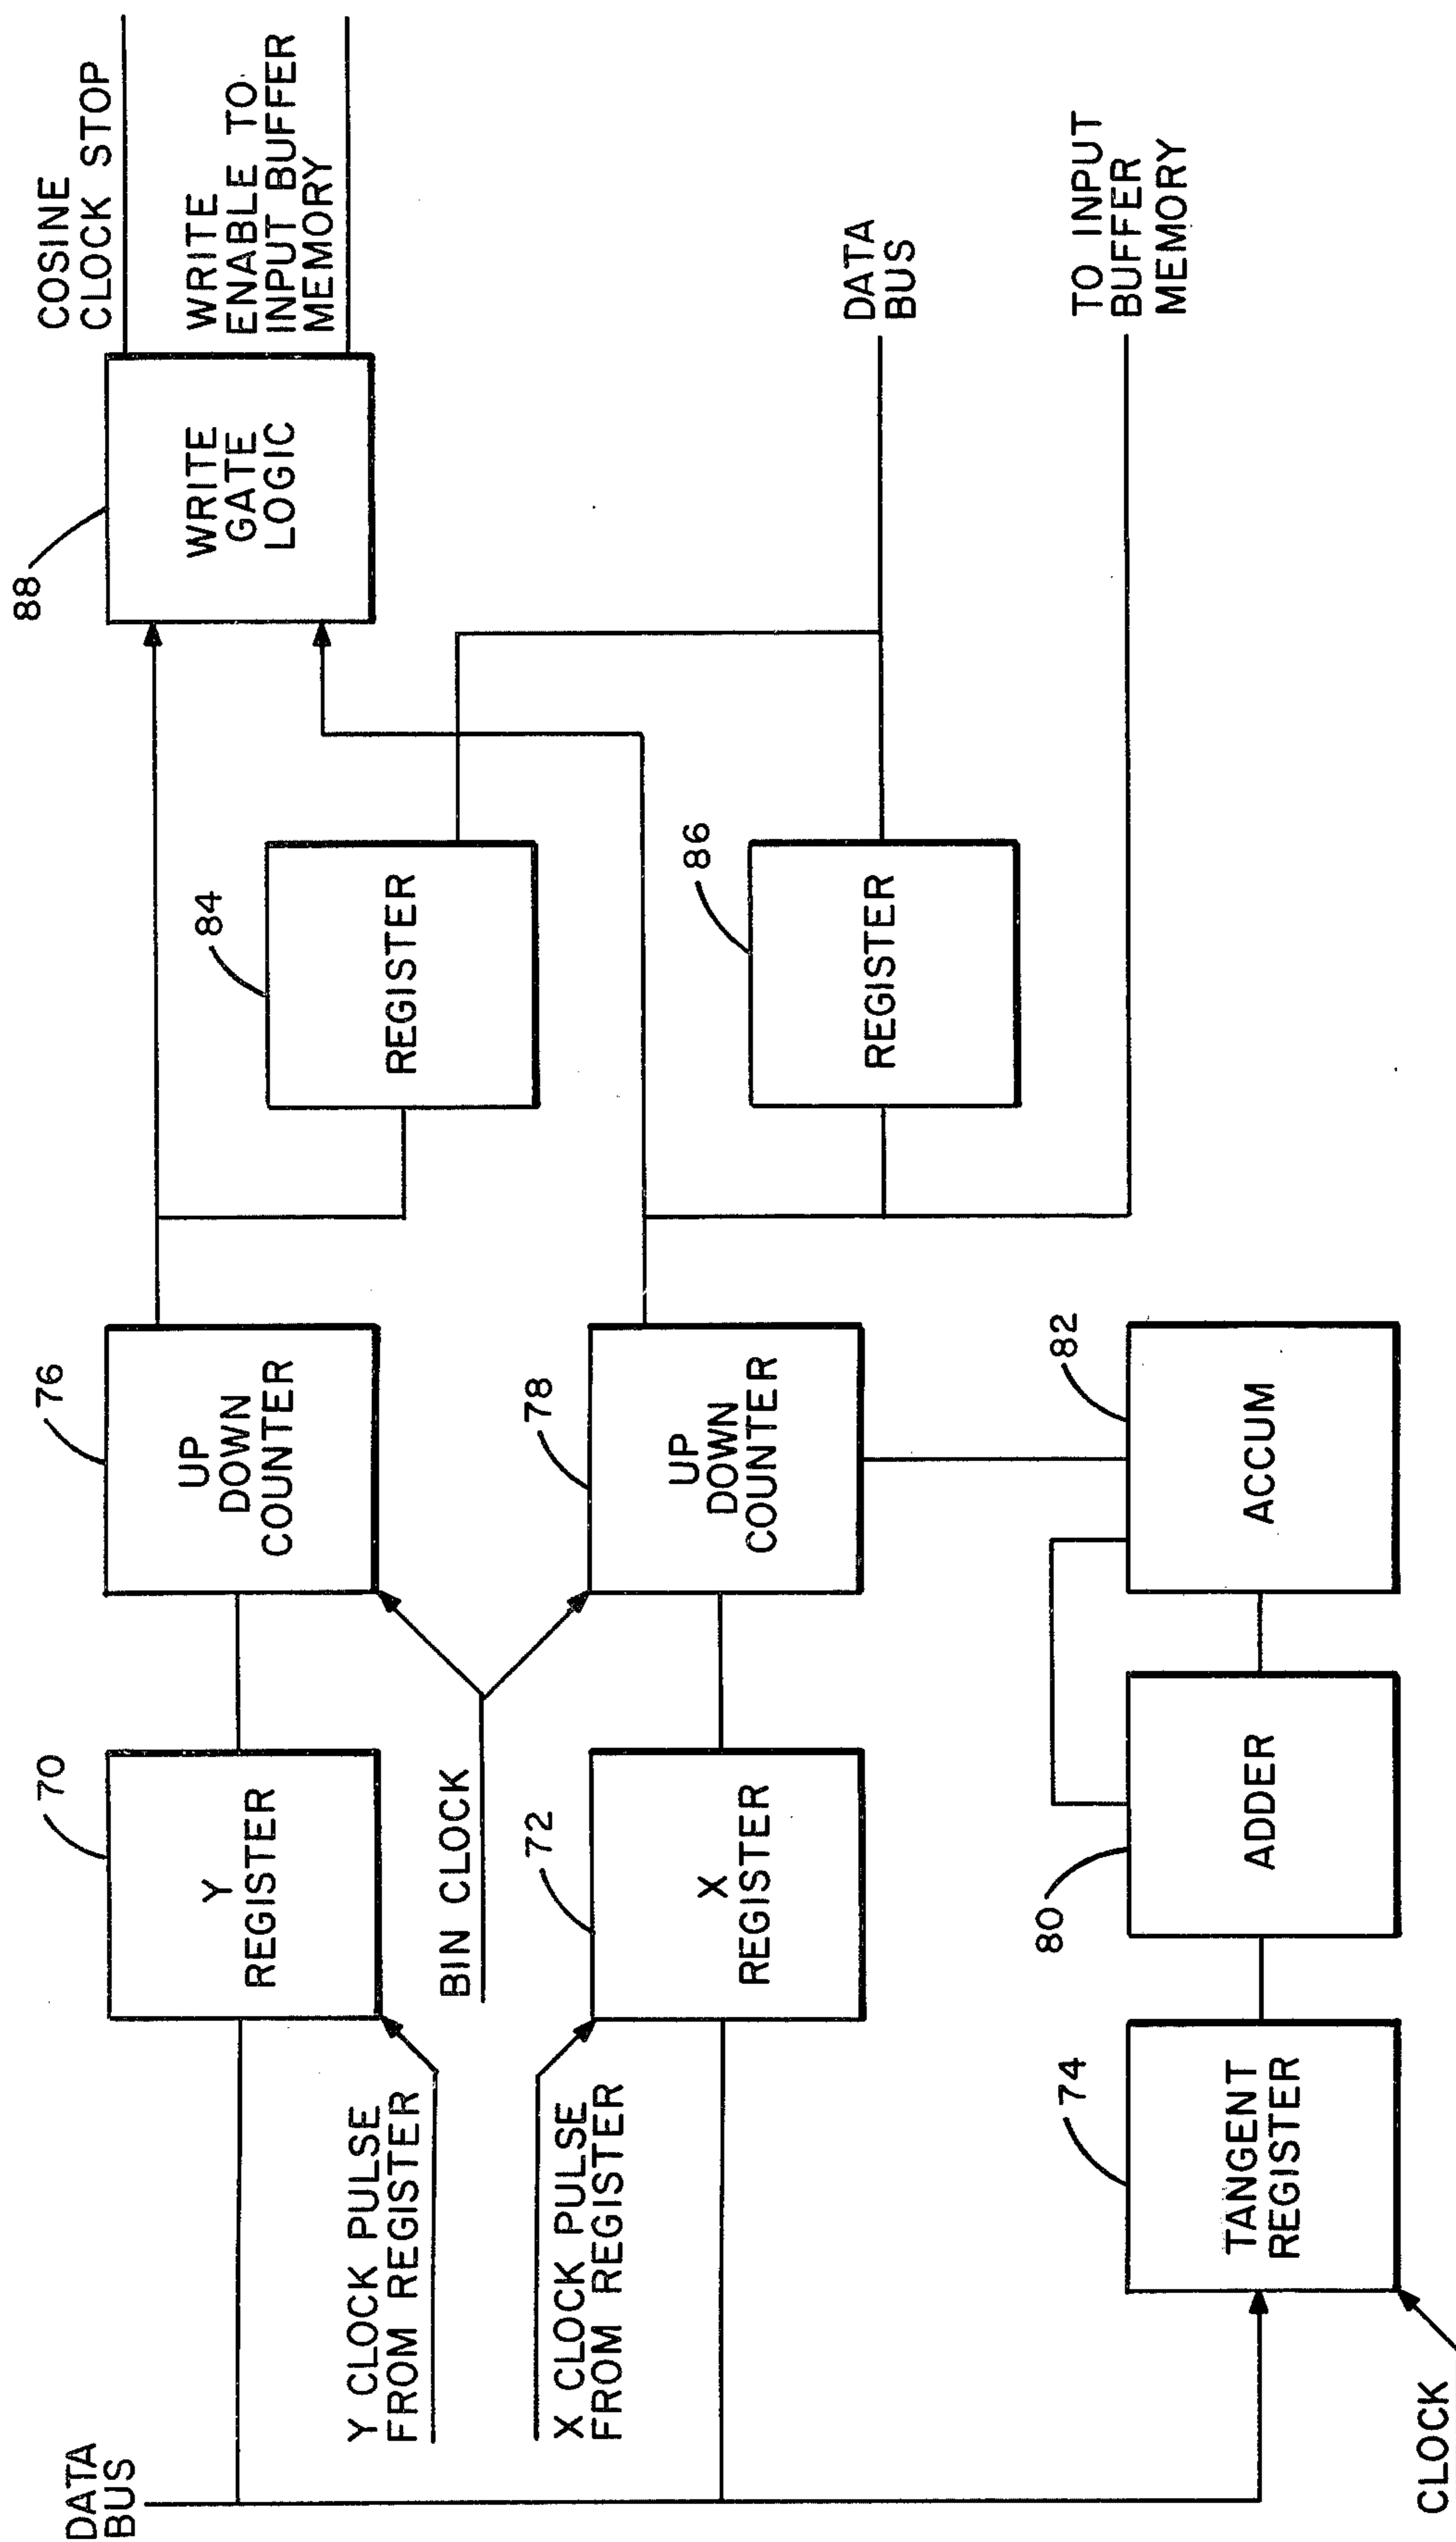 DATA
BUS
70
Y
REGISTER
76
UP
DOWN
COUNTER
88
WRITE
GATE
LOGIC
COSINE
CLOCK STOP
WRITE
ENABLE TO
INPUT BUFFER
MEMORY
Y CLOCK PULSE
FROM REGISTER
84
REGISTER
BIN CLOCK
X CLOCK PULSE
FROM REGISTER
72
X
REGISTER
78
UP
DOWN
COUNTER
86
REGISTER
DATA
BUS
74
TANGENT
REGISTER
80
ADDER
82
ACCUM
TO INPUT
BUFFER
MEMORY
CLOCK